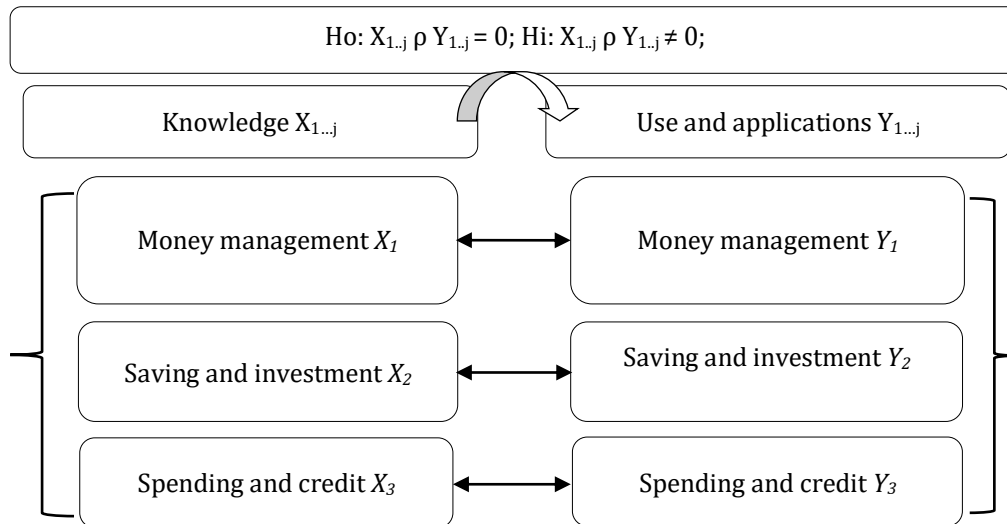 Ho: X1..j ρ Y1..j = 0; Hi: X1..j ρ Y1..j ≠ 0;
Knowledge X1...j
Use and applications Y1...j
Money management X1
Money management Y1
Saving and investment X2
Saving and investment Y2
Spending and credit X3
Spending and credit Y3